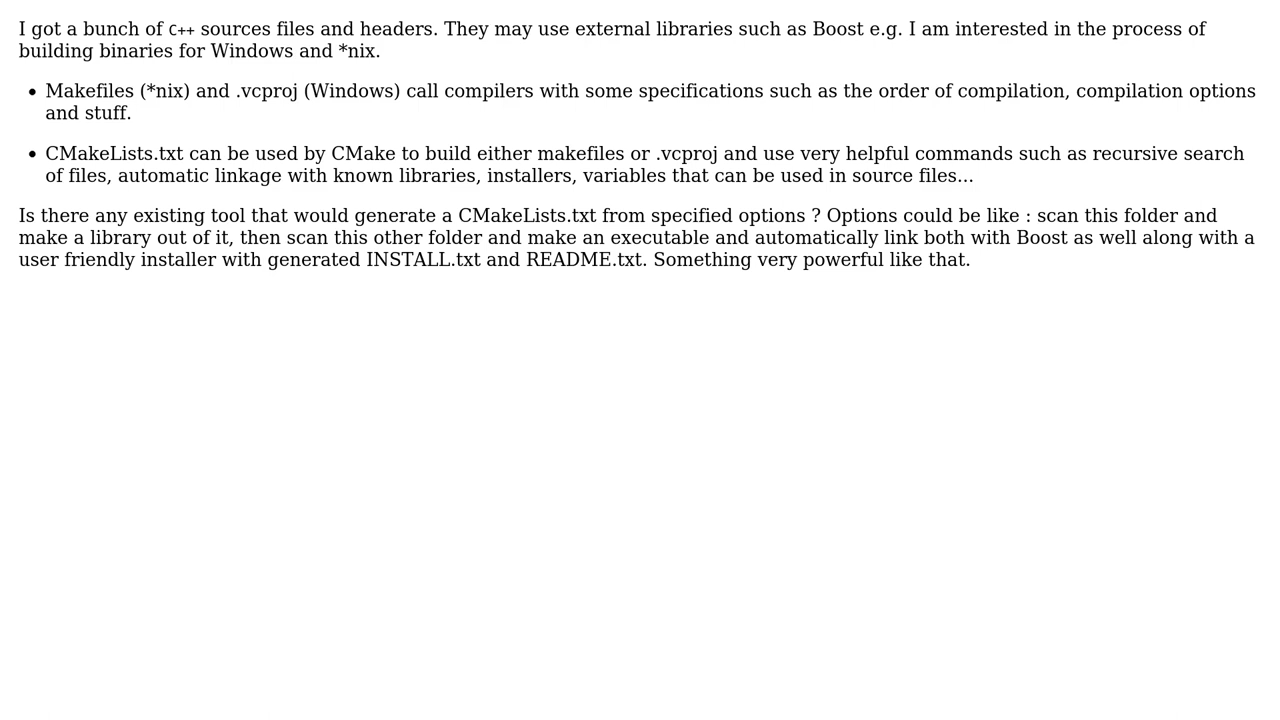 I got a bunch of C++ sources files and headers. They may use external libraries such as Boost e.g. I am interested in the process of
building binaries for Windows and *nix.
• Makefiles (*nix) and .vcproj (Windows) call compilers with some specifications such as the order of compilation, compilation options
and stuff.
• CMakeLists.txt can be used by CMake to build either makefiles or .vcproj and use very helpful commands such as recursive search
of files, automatic linkage with known libraries, installers, variables that can be used in source files...
Is there any existing tool that would generate a CMakeLists.txt from specified options ? Options could be like : scan this folder and
make a library out of it, then scan this other folder and make an executable and automatically link both with Boost as well along with a
user friendly installer with generated INSTALL.txt and README.txt. Something very powerful like that.